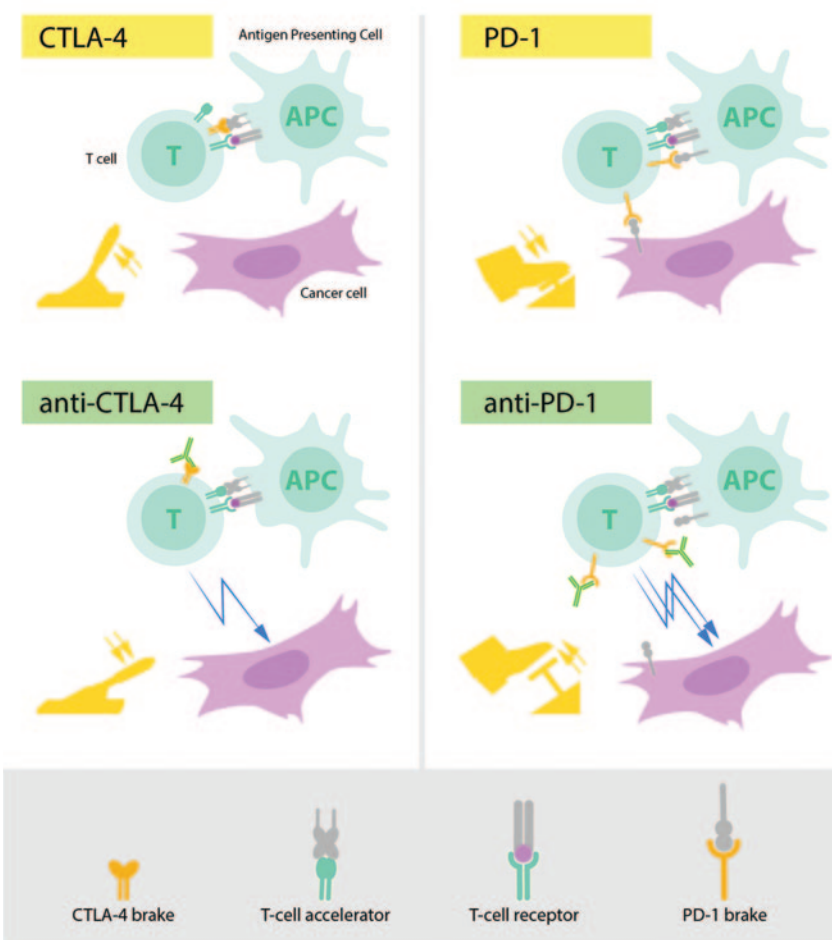 CTLA-4
Antigen Presenting Cell
APC
T
T cell
Cancer cell
PD-1
APC
T
anti-CTLA-4
APC
T
anti-PD-1
APC
T
CTLA-4 brake
T-cell accelerator
T-cell receptor
PD-1 brake